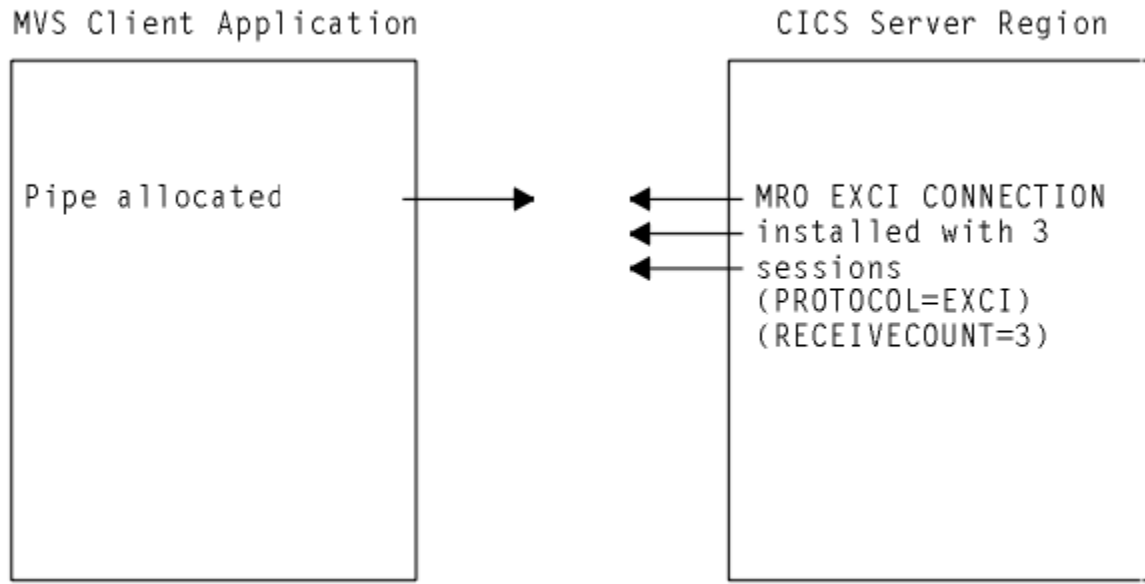 MVS Client Application
CICS Server Region
Pipe allocated
MRO EXCI CONNECTION
installed with 3
sessions
(PROTOCOL=EXCI)
(RECEIVECOUNT=3)